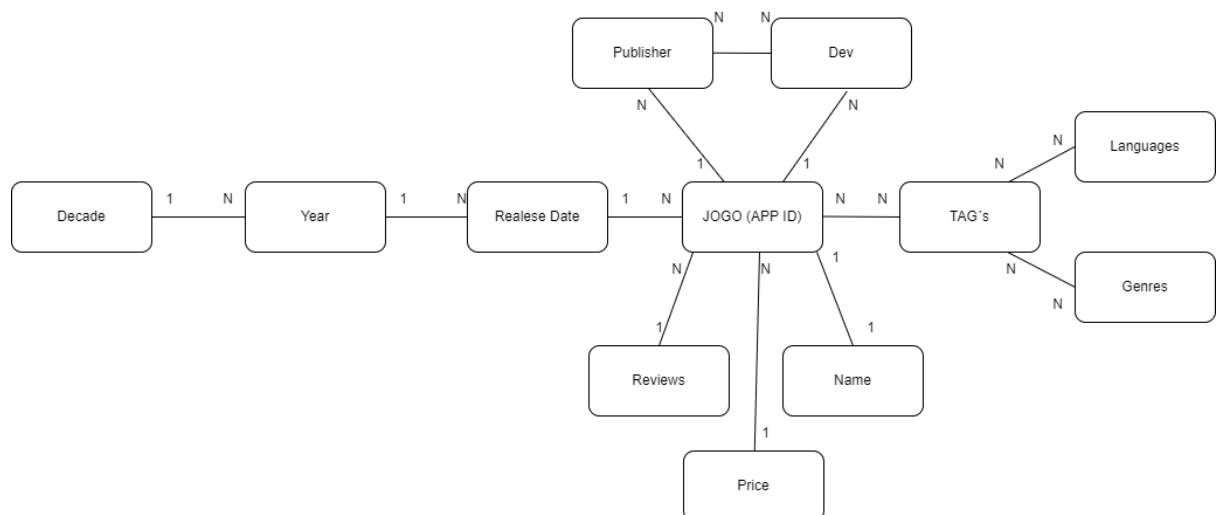 N N
Publisher Dev
N N
Languages
N
N
1 1
Decade 1 N Year 1 N Realese Date 1 N JOGO (APP ID) N N TAG´s
N N 1 N
Genres
N
1 1
Reviews Name
1
Price